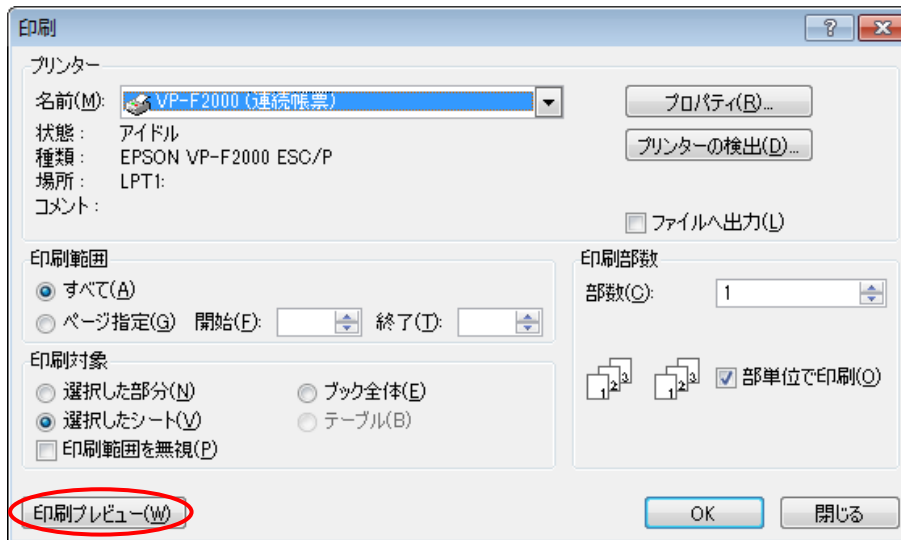 印刷
プリンター
名前(M): VP-F2000 (連続帳票) プロパティ(R)...
状態： アイドル プリンターの検出(D)...
種類： EPSON VP-F2000 ESC/P
場所： LPT1:
コメント：
ファイルへ出力(L)
印刷範囲
すべて(A)
ページ指定(G) 開始(F): 終了(T):
印刷部数
部数(C): 1
1 2 3 1 2 3 部単位で印刷(O)
印刷対象
選択した部分(N) ブック全体(E)
選択したシート(V) テーブル(B)
印刷範囲を無視(P)
印刷プレビュー(W) OK 閉じる